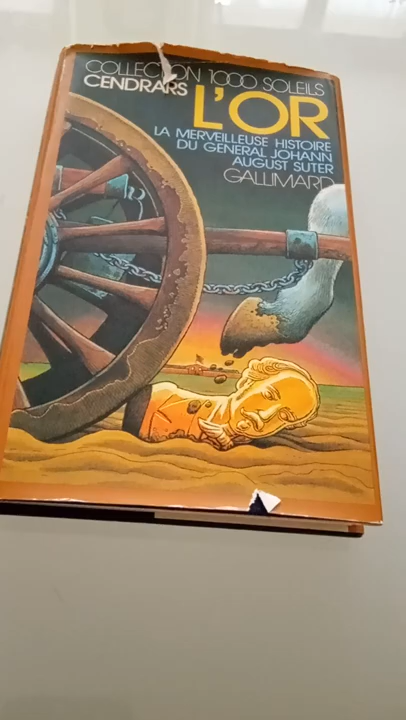 COLLECTION 1000 SOLEILS
CENDRARS
L'OR
LA MERVEILLEUSE HISTOIRE
DU GENERAL JOHANN
AUGUST SUTER
GALLIMARD